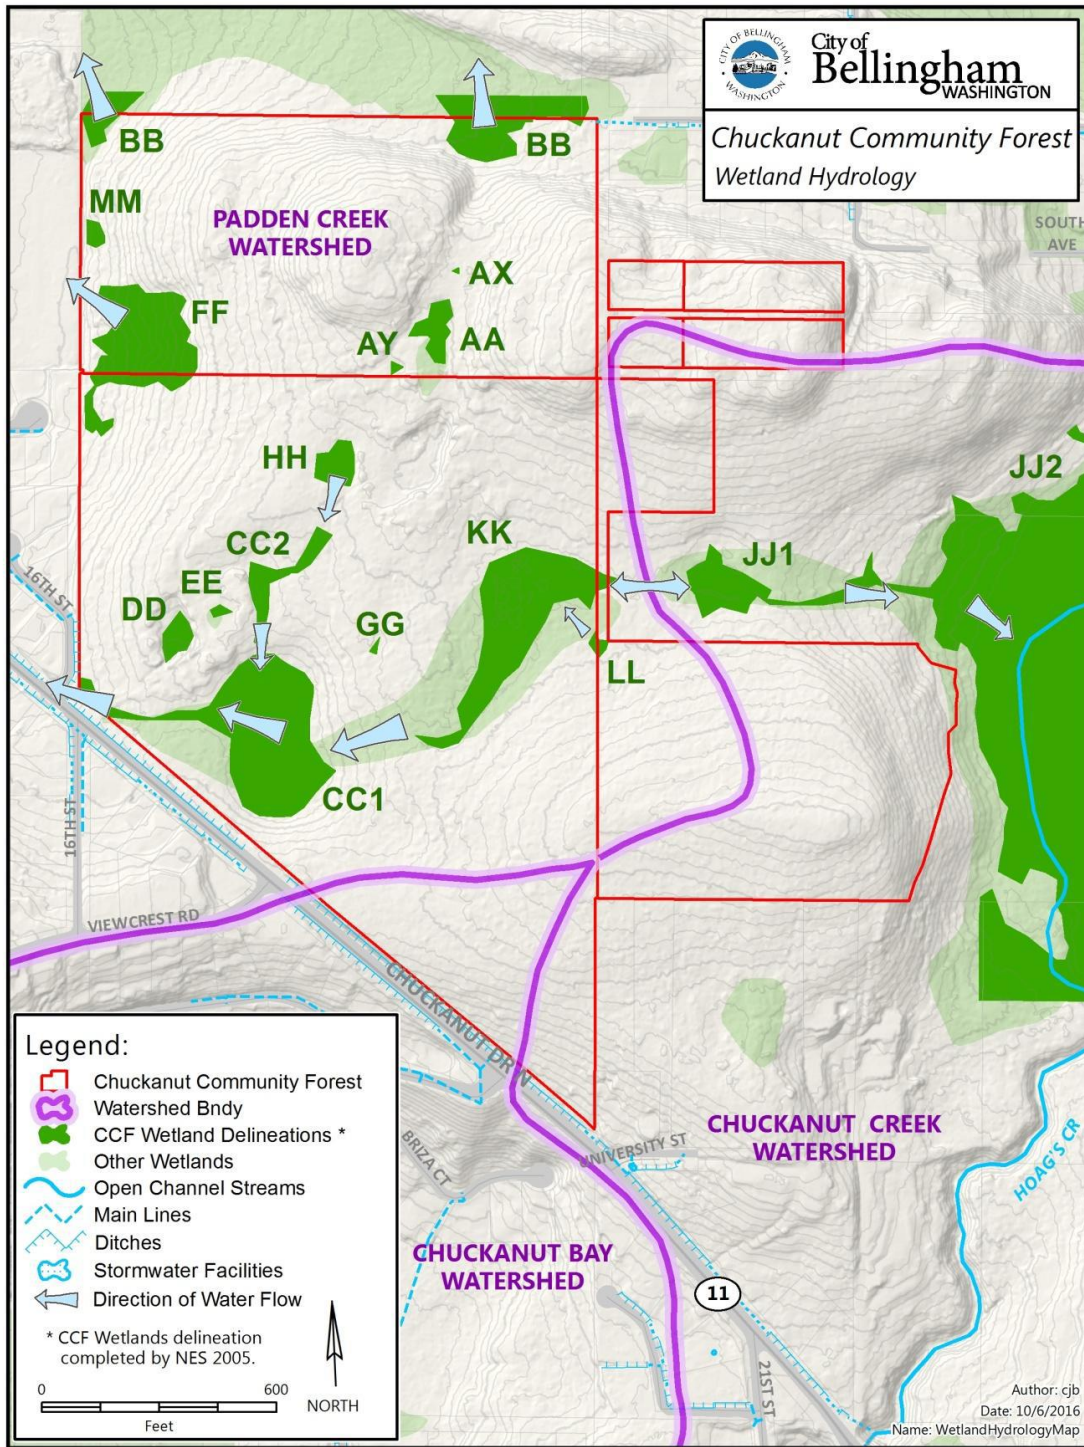 CITY OF BELLINGHAM
WASHINGTON
City of
Bellingham
WASHINGTON
Chuckanut Community Forest
Wetland Hydrology
BB
BB
MM
PADDEN CREEK
WATERSHED
SOUTH
AVE
AX
FF
AY
AA
HH
JJ2
CC2
KK
JJ1
EE
DD
GG
16TH ST
LL
CC1
16TH ST
VIEWCREST RD
CHUCKANUT DR N
Legend:
Chuckanut Community Forest
Watershed Bndy
CCF Wetland Delineations *
Other Wetlands
Open Channel Streams
Main Lines
Ditches
Stormwater Facilities
Direction of Water Flow
* CCF Wetlands delineation
completed by NES 2005.
0 600
Feet
NORTH
BRIZA CT
UNIVERSITY ST
CHUCKANUT CREEK
WATERSHED
HOAG'S CR
CHUCKANUT BAY
WATERSHED
11
21ST ST
Author: cjb
Date: 10/6/2016
Name: WetlandHydrologyMap